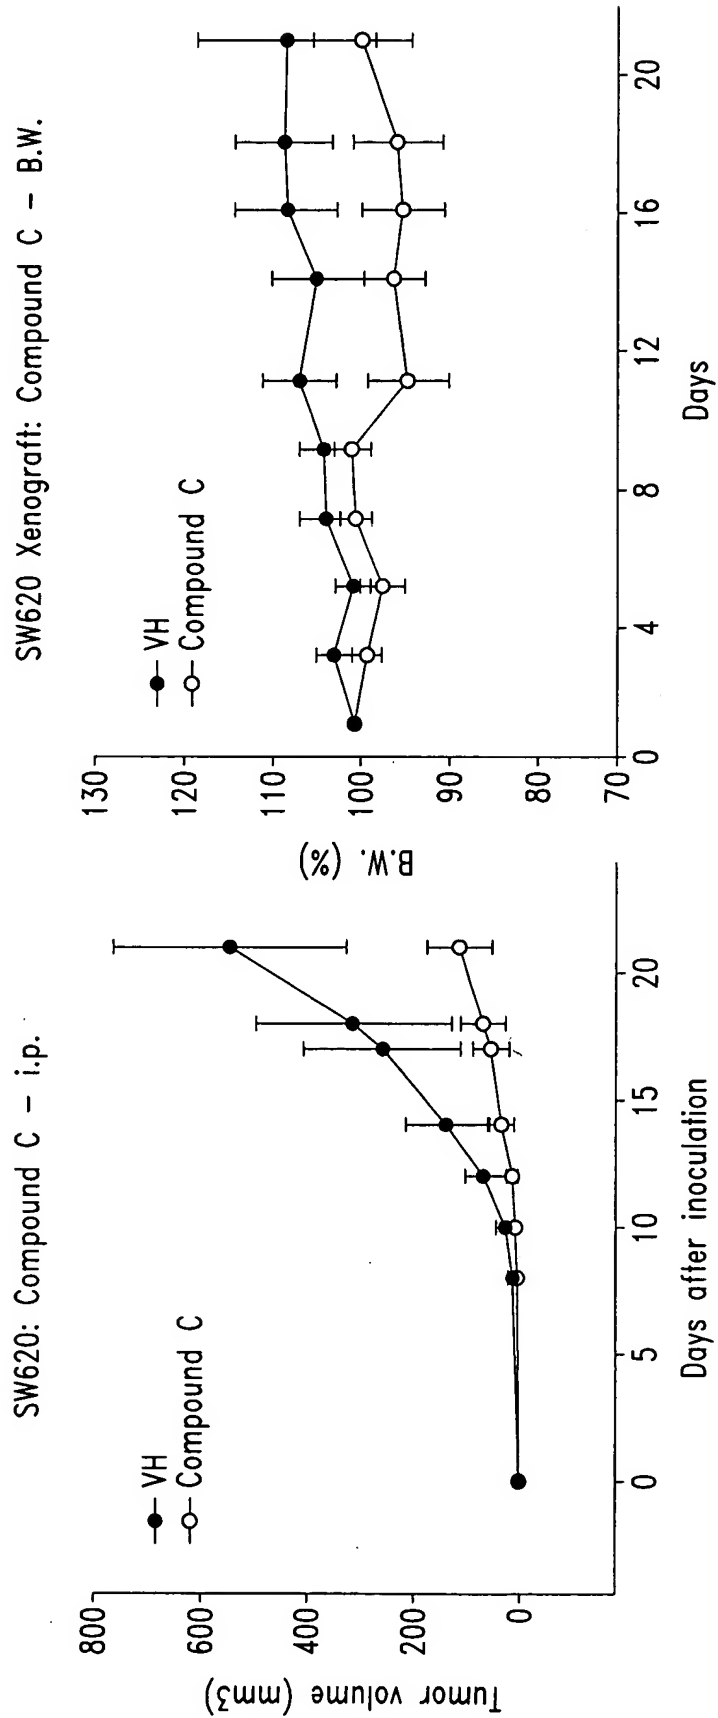 SW620: Compound C – i.p.
VH
Compound C
Tumor volume (mm3)
800
600
400
200
0
0
5
10
15
20
Days after inoculation
SW620 Xenograft: Compound C – B.W.
VH
Compound C
B.W. (%)
130
120
110
100
90
80
70
0
4
8
12
16
20
Days